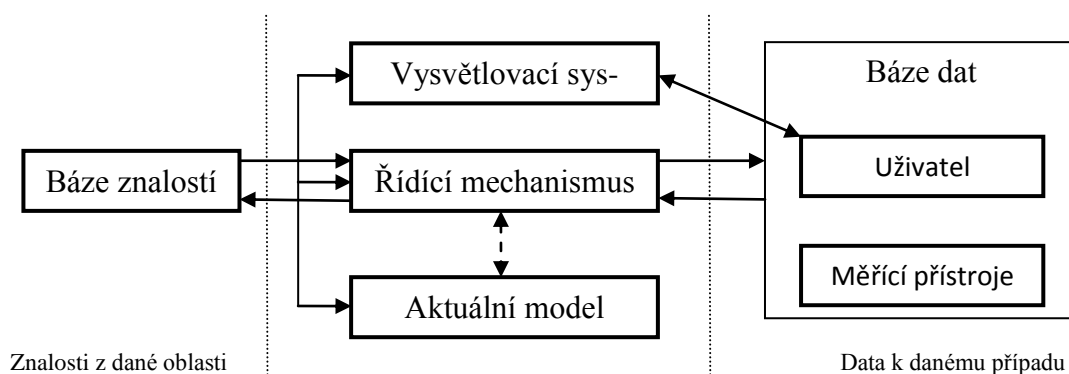 Vysvětlovací sys-
Báze dat
Uživatel
Báze znalostí
Řídící mechanismus
Měřící přístroje
Aktuální model
Znalosti z dané oblasti
Data k danému případu